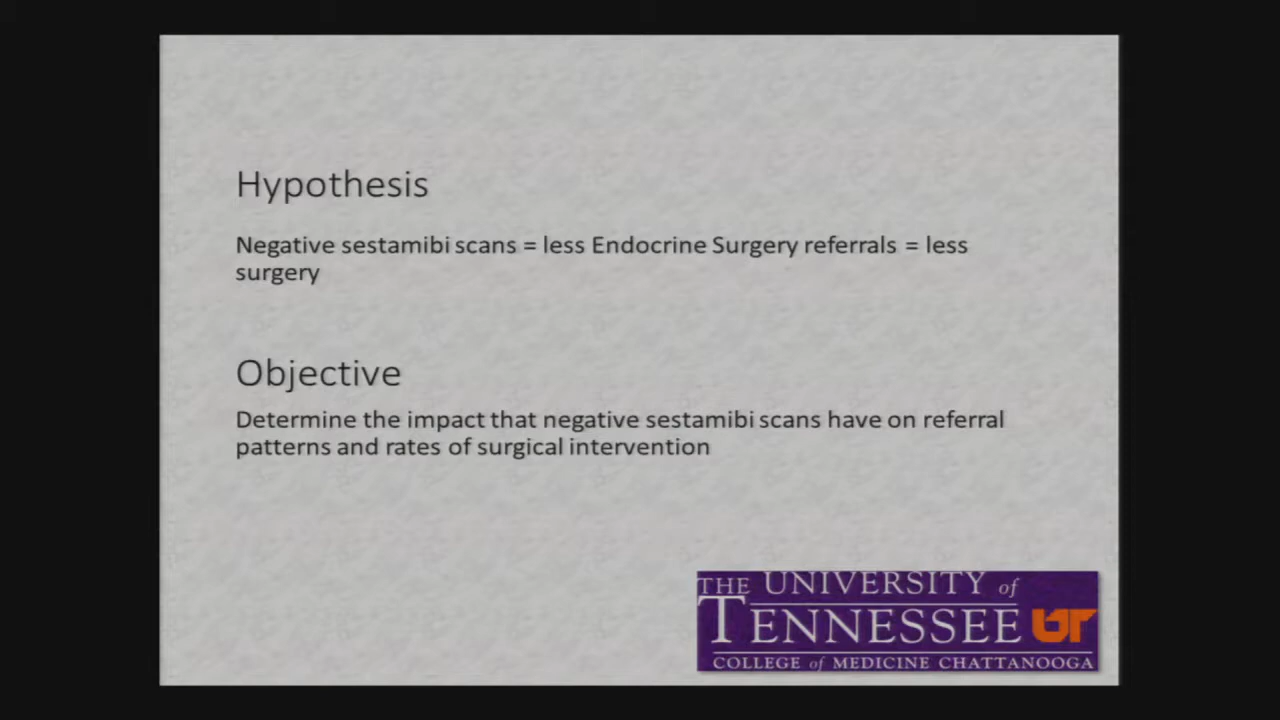 Hypothesis
Negative sestamibi scans = less Endocrine Surgery referrals = less
surgery
Objective
Determine the impact that negative sestamibi scans have on referral
patterns and rates of surgical intervention
THE UNIVERSITY of
TENNESSEE UT
COLLEGE of MEDICINE CHATTANOOGA